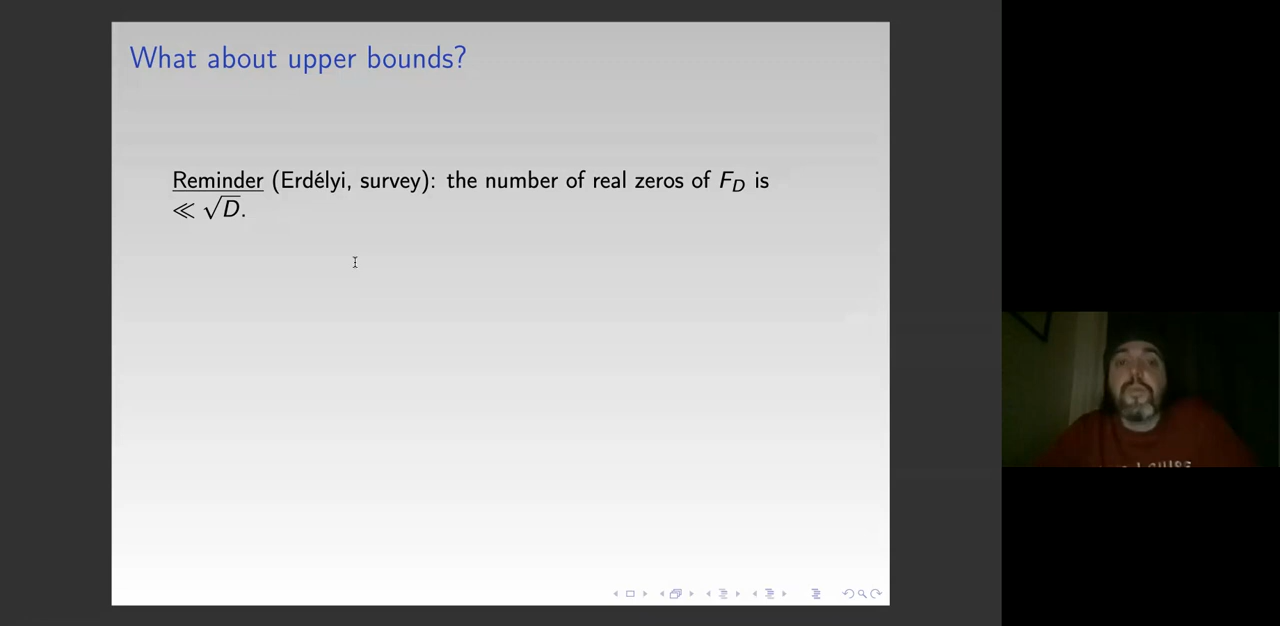 What about upper bounds?
Reminder (Erdélyi, survey): the number of real zeros of F_D is
≪ √D.